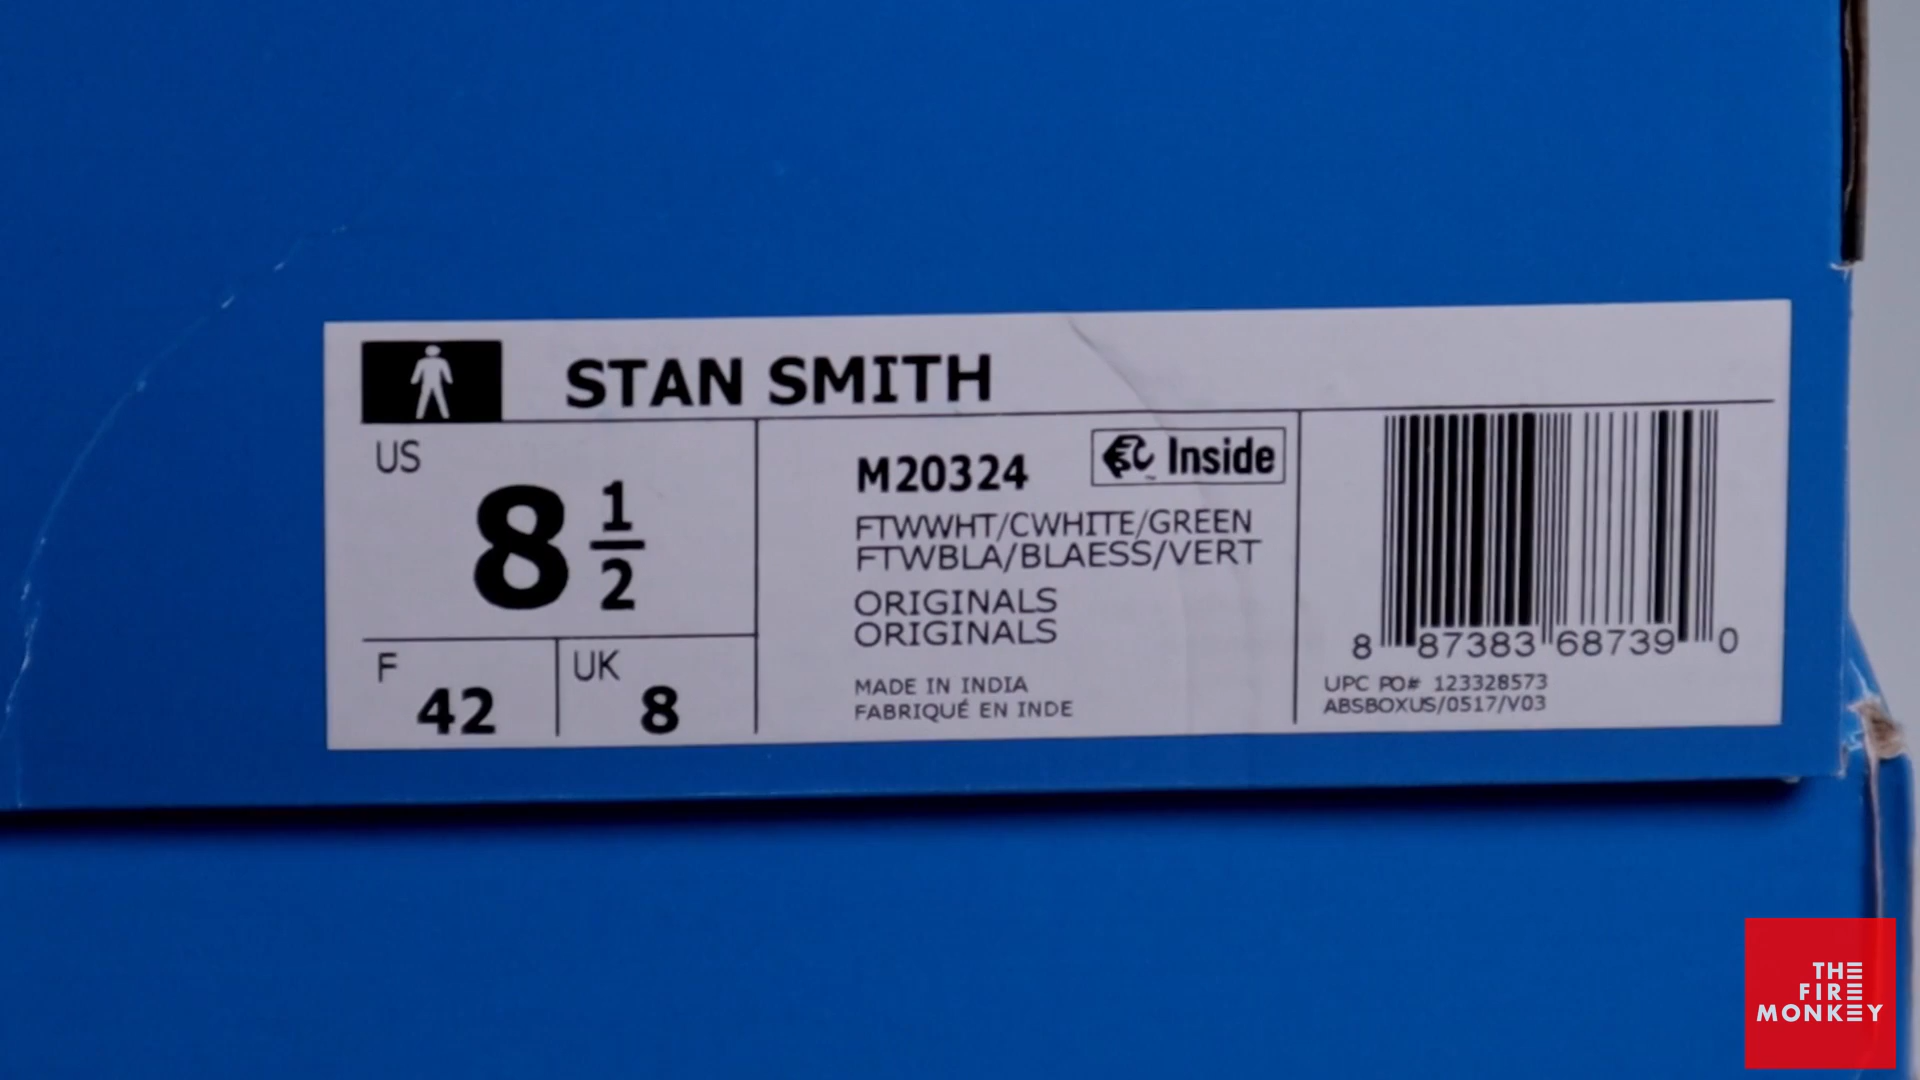 STAN SMITH
US
8 1/2
F
42
UK
8
M20324
Inside
FTWWHT/CWHITE/GREEN
FTWBLA/BLAESS/VERT
ORIGINALS
ORIGINALS
MADE IN INDIA
FABRIQUÉ EN INDE
8 87383 68739 0
UPC PO# 123328573
ABSBOXUS/0517/V03
THE
FIRE
MONKEY